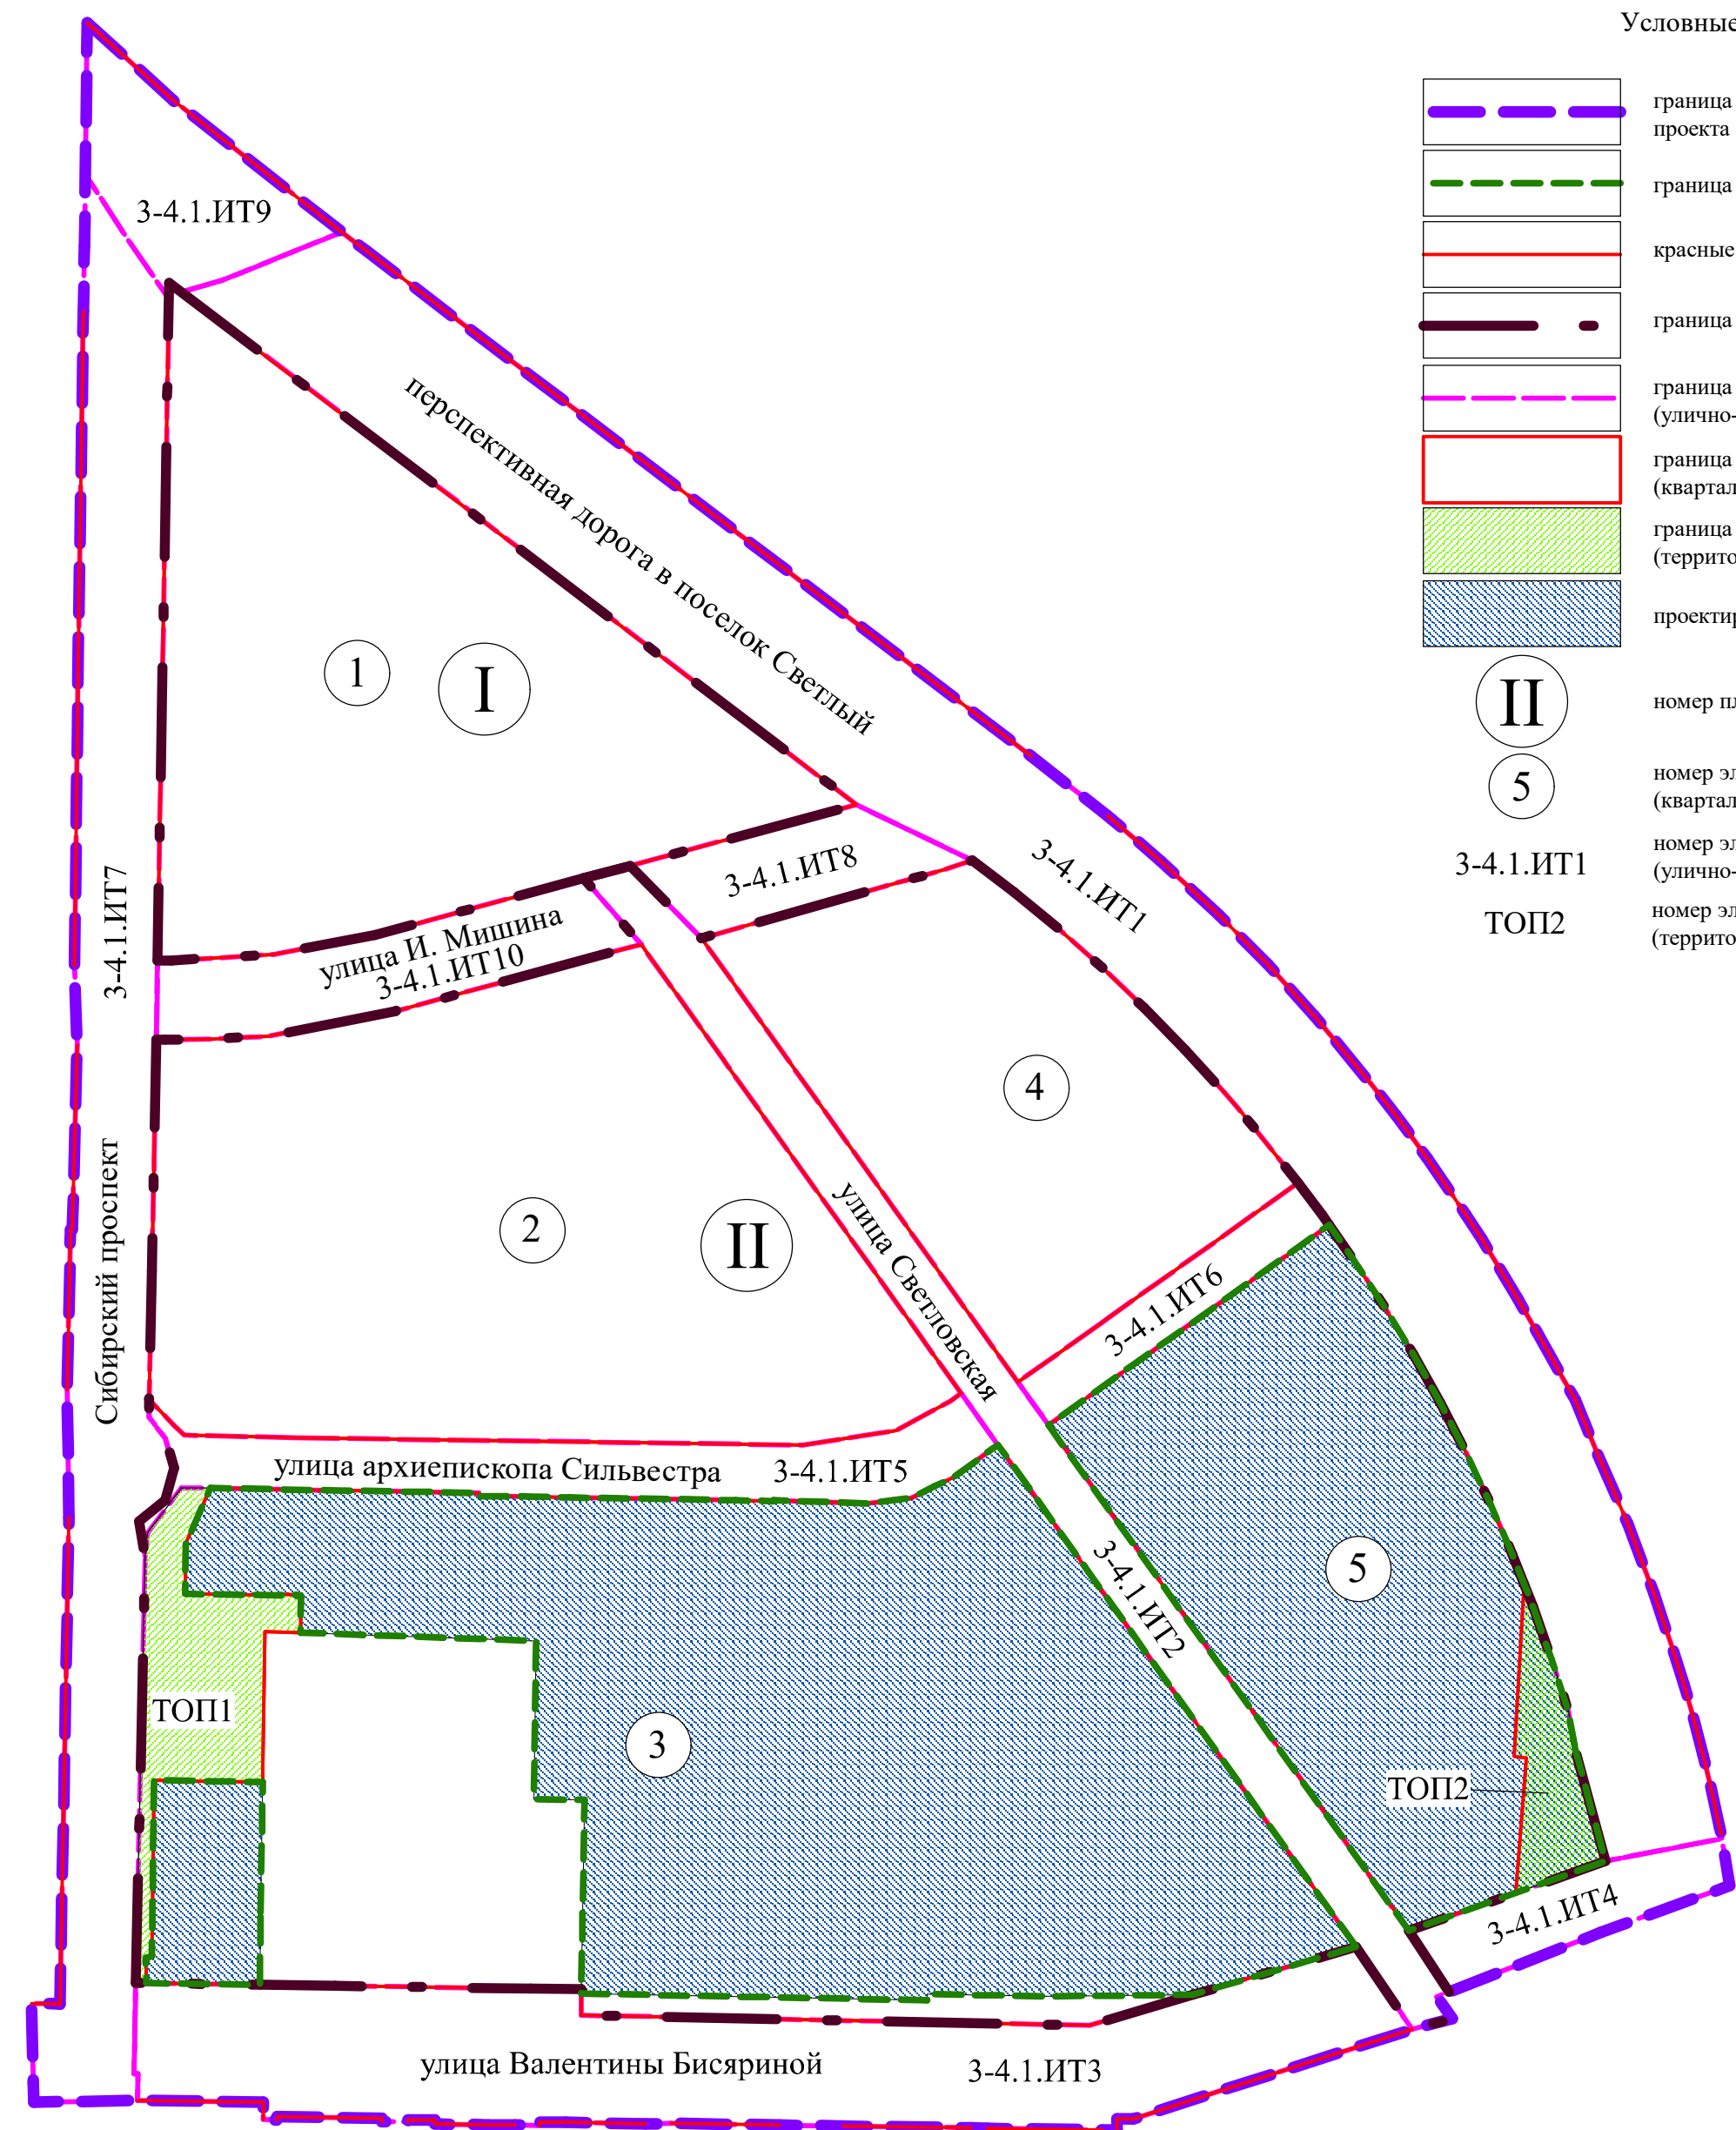 Условные
граница
проекта
граница
красные
граница
граница
(улично-
граница
(квартал
граница
(террито
проектир
II
номер пл
5
номер эл
(квартал
3-4.1.ИТ1
номер эл
(улично-
ТОП2
номер эл
(террито
3-4.1.ИТ9
перспективная дорога в поселок Светлый
1
I
3-4.1.ИТ7
3-4.1.ИТ8
3-4.1.ИТ1
улица И. Мишина
3-4.1.ИТ10
4
Сибирский проспект
2
II
улица Светловская
3-4.1.ИТ6
улица архиепископа Сильвестра
3-4.1.ИТ5
3-4.1.ИТ2
5
ТОП1
3
ТОП2
3-4.1.ИТ4
улица Валентины Бисяриной
3-4.1.ИТ3